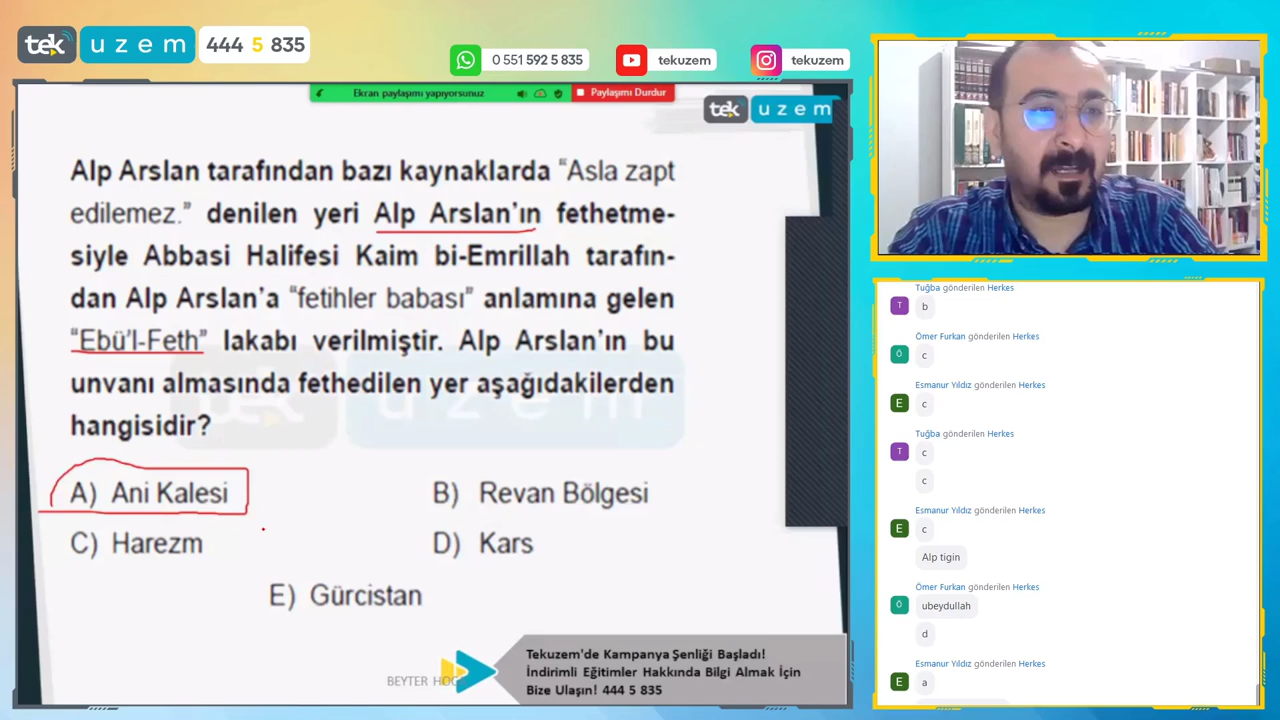 tek
uzem
444 5 835
0 551 592 5 835
tekuzem
tekuzem
Ekran paylaşımı yapıyorsunuz
Paylaşımı Durdur
tek uzem
Alp Arslan tarafından bazı kaynaklarda “Asla zapt
edilemez.” denilen yeri Alp Arslan’ın fethetme-
siyle Abbasi Halifesi Kaim bi-Emrillah tarafın-
dan Alp Arslan’a “fetihler babası” anlamına gelen
“Ebü’l-Feth” lakabı verilmiştir. Alp Arslan’ın bu
unvanı almasında fethedilen yer aşağıdakilerden
hangisidir?
tek uzem
A) Ani Kalesi
B) Revan Bölgesi
C) Harezm
D) Kars
E) Gürcistan
BEYTER HO
Tekuzem'de Kampanya Şenliği Başladı!
İndirimli Eğitimler Hakkında Bilgi Almak İçin
Bize Ulaşın! 444 5 835
Tuğba gönderilen Herkes
T
b
Ömer Furkan gönderilen Herkes
Ö
c
Esmanur Yıldız gönderilen Herkes
E
c
Tuğba gönderilen Herkes
T
c
c
Esmanur Yıldız gönderilen Herkes
E
c
Alp tigin
Ömer Furkan gönderilen Herkes
Ö
ubeydullah
d
Esmanur Yıldız gönderilen Herkes
E
a